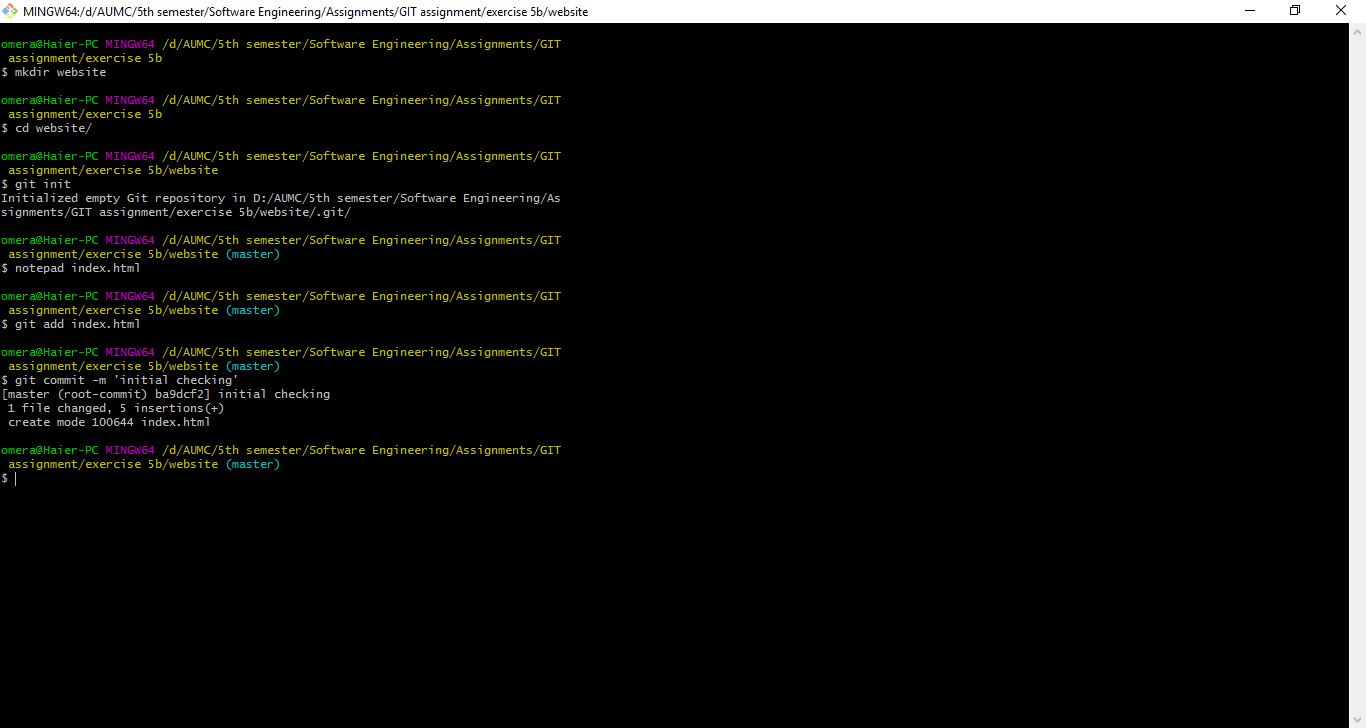 MINGW64:/d/AUMC/5th semester/Software Engineering/Assignments/GIT assignment/exercise 5b/website
omera@Haier-PC MINGW64 /d/AUMC/5th semester/Software Engineering/Assignments/GIT
 assignment/exercise 5b
$ mkdir website
omera@Haier-PC MINGW64 /d/AUMC/5th semester/Software Engineering/Assignments/GIT
 assignment/exercise 5b
$ cd website/
omera@Haier-PC MINGW64 /d/AUMC/5th semester/Software Engineering/Assignments/GIT
 assignment/exercise 5b/website
$ git init
Initialized empty Git repository in D:/AUMC/5th semester/Software Engineering/As
signments/GIT assignment/exercise 5b/website/.git/
omera@Haier-PC MINGW64 /d/AUMC/5th semester/Software Engineering/Assignments/GIT
 assignment/exercise 5b/website (master)
$ notepad index.html
omera@Haier-PC MINGW64 /d/AUMC/5th semester/Software Engineering/Assignments/GIT
 assignment/exercise 5b/website (master)
$ git add index.html
omera@Haier-PC MINGW64 /d/AUMC/5th semester/Software Engineering/Assignments/GIT
 assignment/exercise 5b/website (master)
$ git commit -m 'initial checking'
[master (root-commit) ba9dcf2] initial checking
 1 file changed, 5 insertions(+)
 create mode 100644 index.html
omera@Haier-PC MINGW64 /d/AUMC/5th semester/Software Engineering/Assignments/GIT
 assignment/exercise 5b/website (master)
$